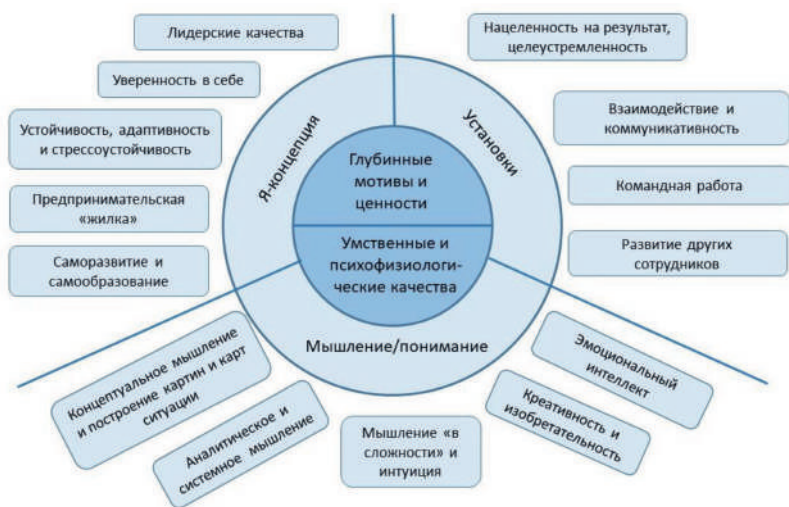 Лидерские качества
Уверенность в себе
Устойчивость, адаптивность
и стрессоустойчивость
Предпринимательская
«жилка»
Саморазвитие и
самообразование
Нацеленность на результат,
целеустремленность
Взаимодействие и
коммуникативность
Командная работа
Развитие других
сотрудников
Я-концепция
Установки
Глубинные
мотивы и
ценности
Умственные и
психофизиологи-
ческие качества
Мышление/понимание
Концептуальное мышление
и построение картин и карт
ситуации
Аналитическое и
системное мышление
Мышление «в
сложности» и
интуиция
Креативность и
изобретательность
Эмоциональный
интеллект